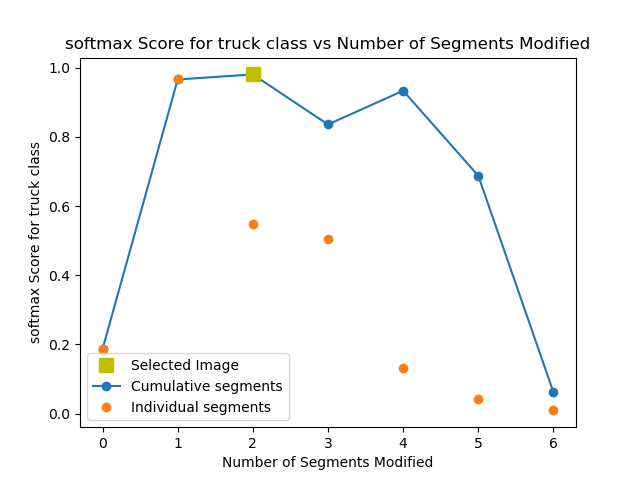 softmax Score for truck class vs Number of Segments Modified
softmax Score for truck class
1.0
0.8
0.6
0.4
0.2
0.0
Selected Image
Cumulative segments
Individual segments
0 1 2 3 4 5 6
Number of Segments Modified